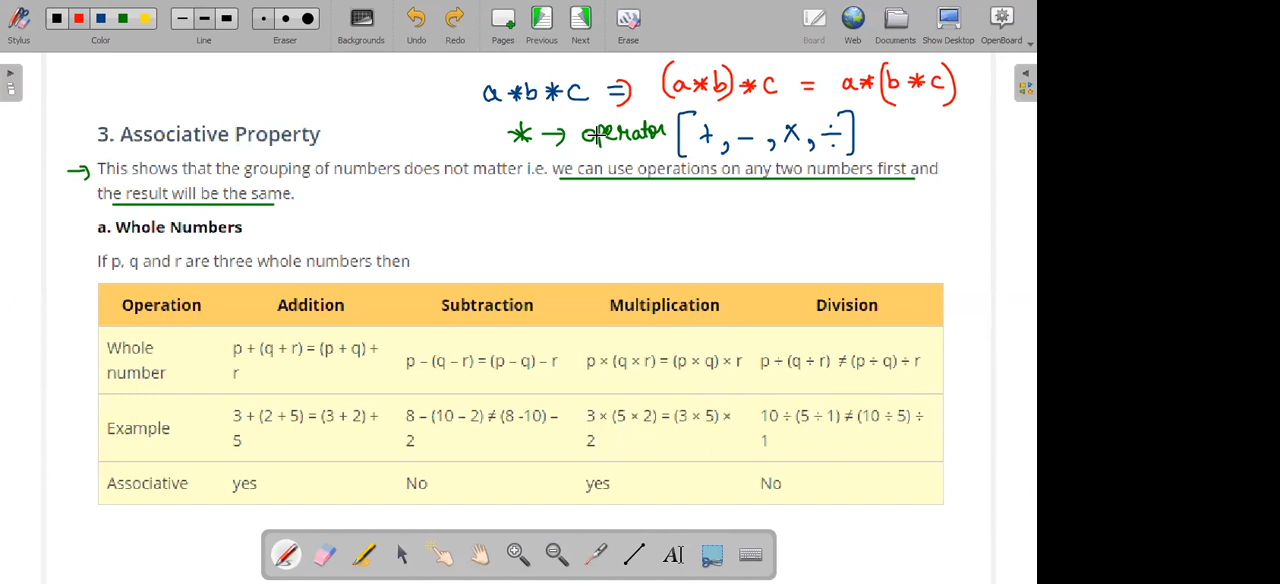 Stylus
Color
Line
Eraser
Backgrounds
Undo
Redo
Pages
Previous
Next
Erase
Board
Web
Documents
Show Desktop
OpenBoard
a * b * c ⇒ (a * b) * c = a * (b * c)
* → operator [+, −, ×, ÷]
3. Associative Property
This shows that the grouping of numbers does not matter i.e. we can use operations on any two numbers first and
the result will be the same.
a. Whole Numbers
If p, q and r are three whole numbers then
Operation Addition Subtraction Multiplication Division
Whole number p + (q + r) = (p + q) + r p – (q – r) = (p – q) – r p × (q × r) = (p × q) × r p ÷ (q ÷ r) ≠ (p ÷ q) ÷ r
Example 3 + (2 + 5) = (3 + 2) + 5 8 – (10 – 2) ≠ (8 -10) – 2 3 × (5 × 2) = (3 × 5) × 2 10 ÷ (5 ÷ 1) ≠ (10 ÷ 5) ÷ 1
Associative yes No yes No
AI